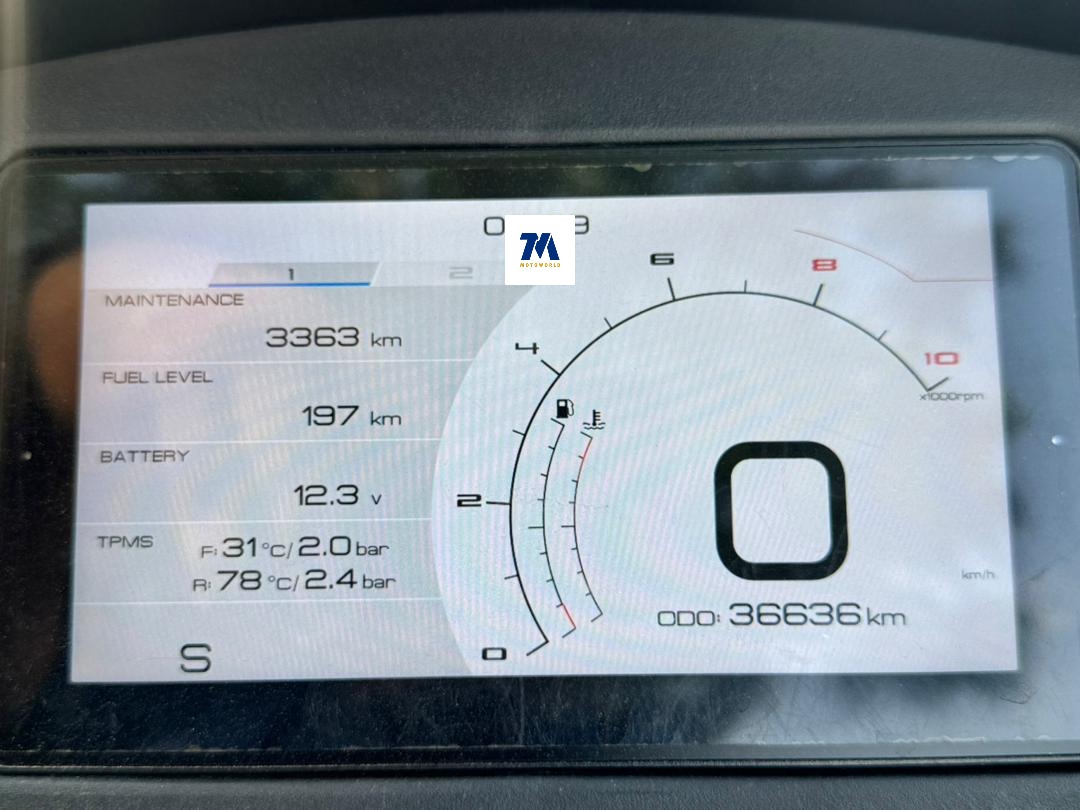 MOTOWORLD
1 2
MAINTENANCE
3363 km
FUEL LEVEL
197 km
BATTERY
12.3 v
TPMS
F: 31°C/ 2.0 bar
R: 78°C/ 2.4 bar
S
0
2
4
6
8
10
x1000rpm
0
km/h
ODO: 36636 km